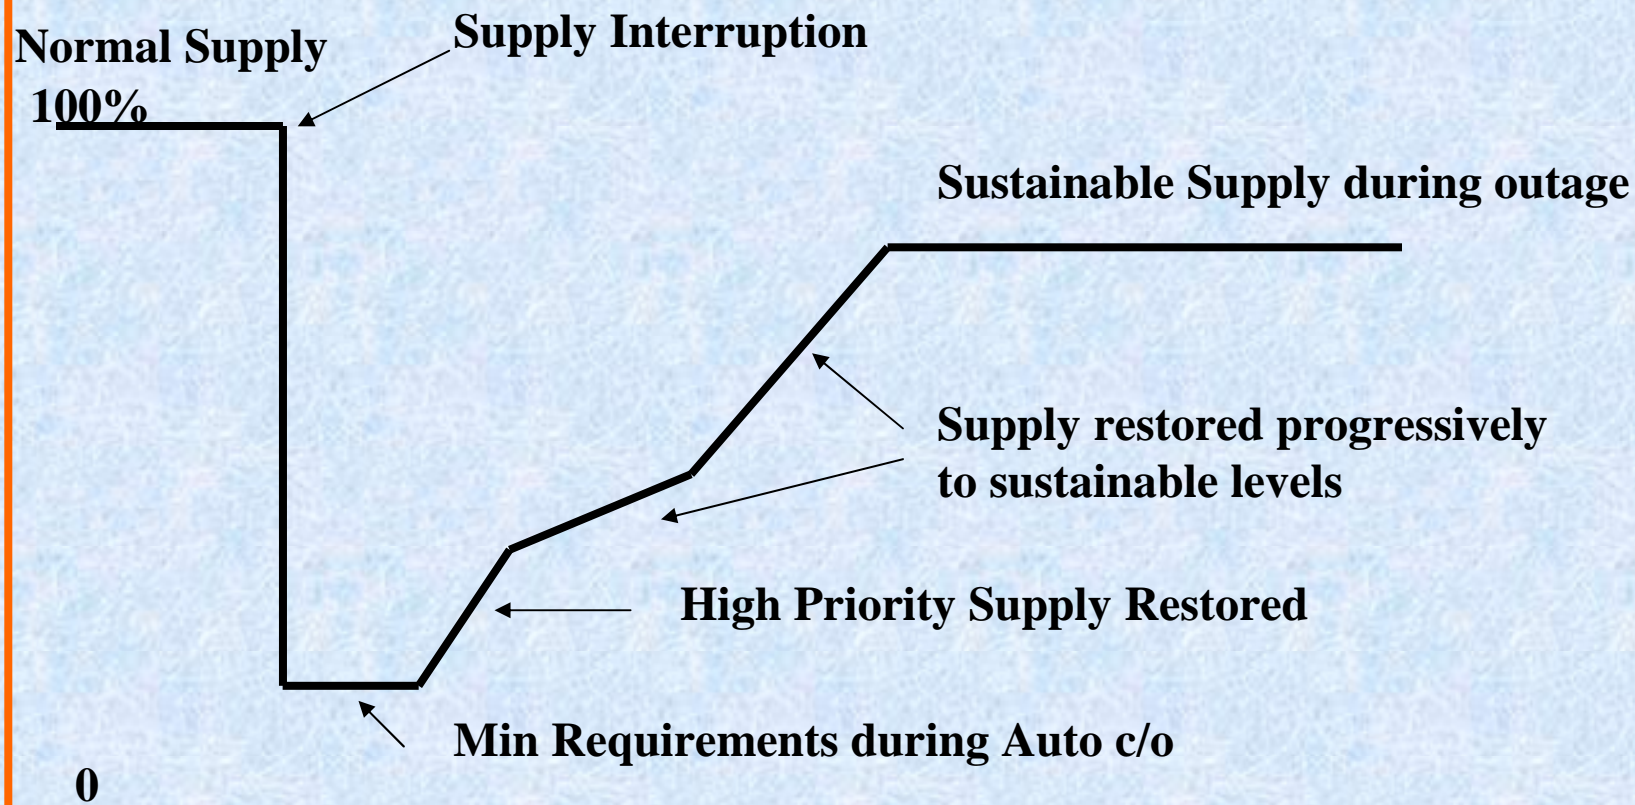 Normal Supply
100%
Supply Interruption
Sustainable Supply during outage
Supply restored progressively
to sustainable levels
High Priority Supply Restored
Min Requirements during Auto c/o
0